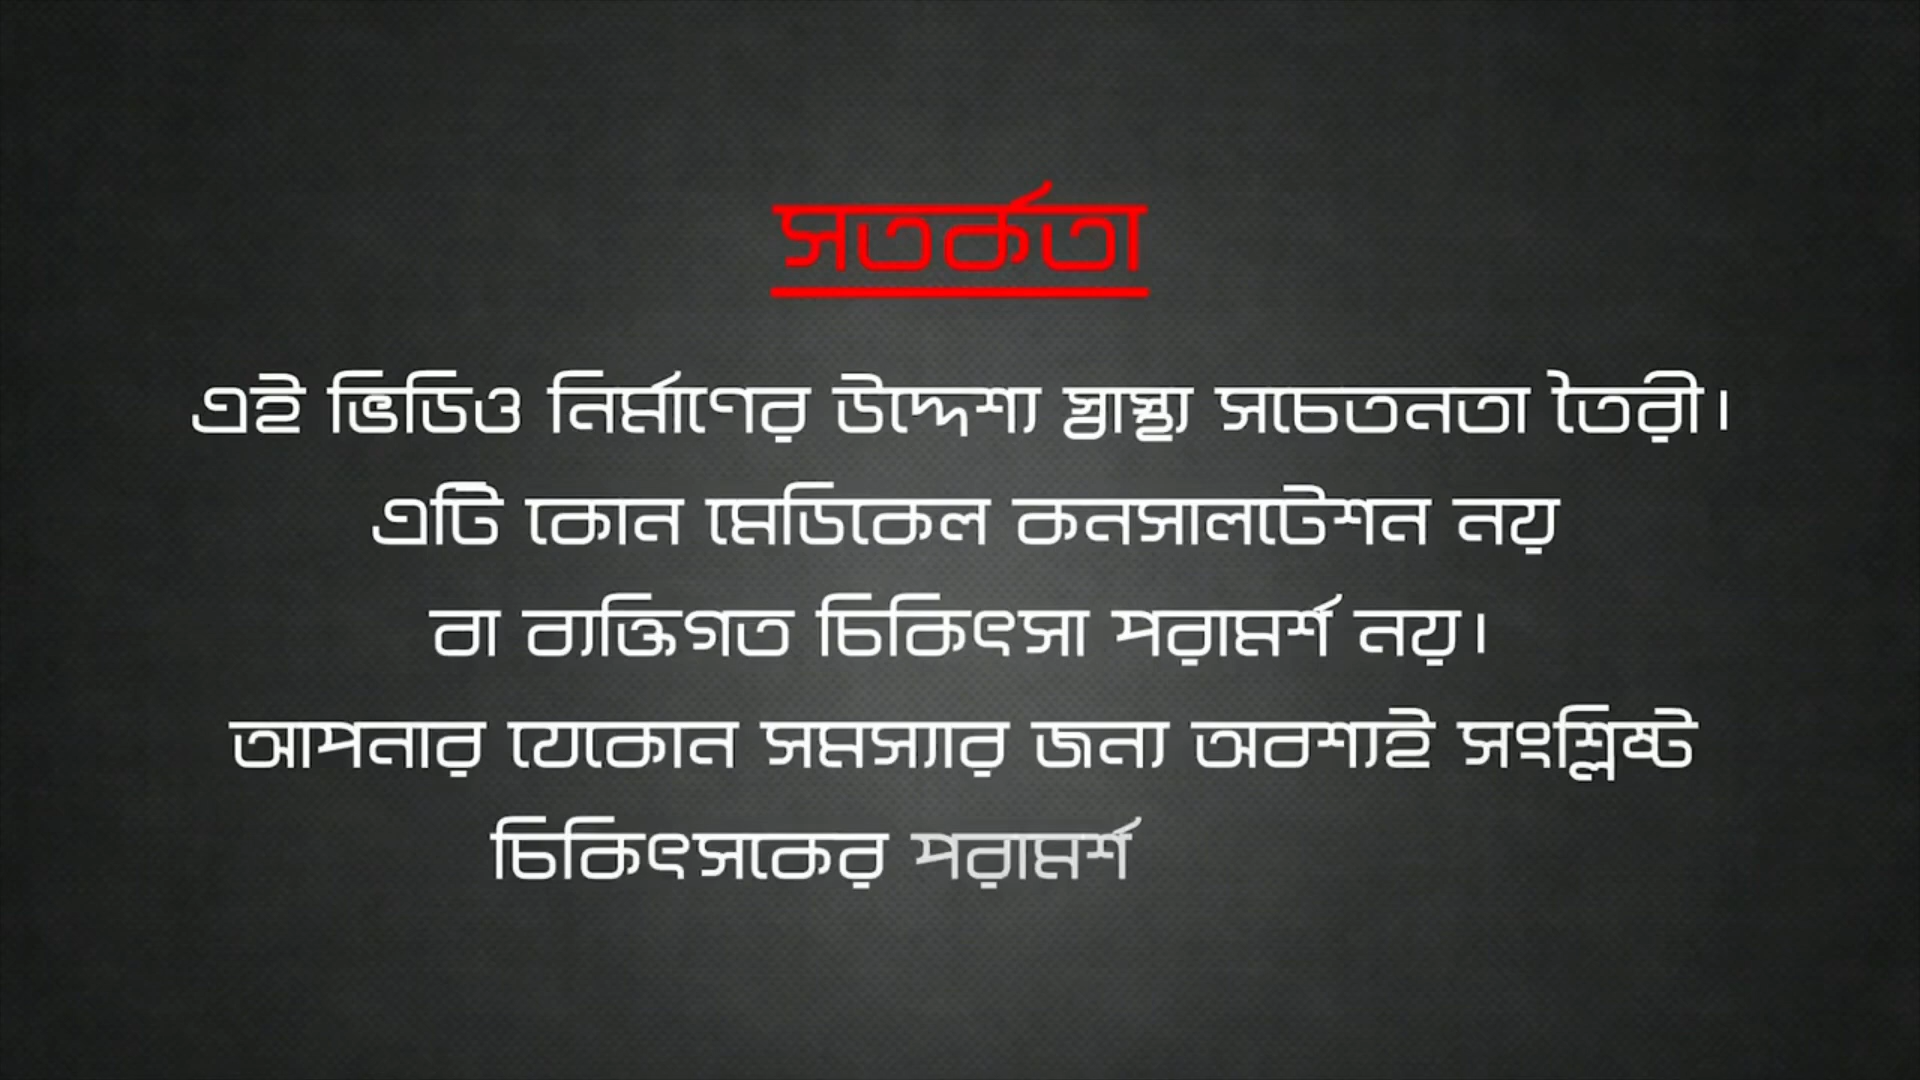 সতর্কতা
এই ভিডিও নির্মাণের উদ্দেশ্য স্বাস্থ্য সচেতনতা তৈরী।
এটি কোন মেডিকেল কনসালটেশন নয়
বা ব্যক্তিগত চিকিৎসা পরামর্শ নয়।
আপনার যেকোন সমস্যার জন্য অবশ্যই সংশ্লিষ্ট
চিকিৎসকের পরামর্শ